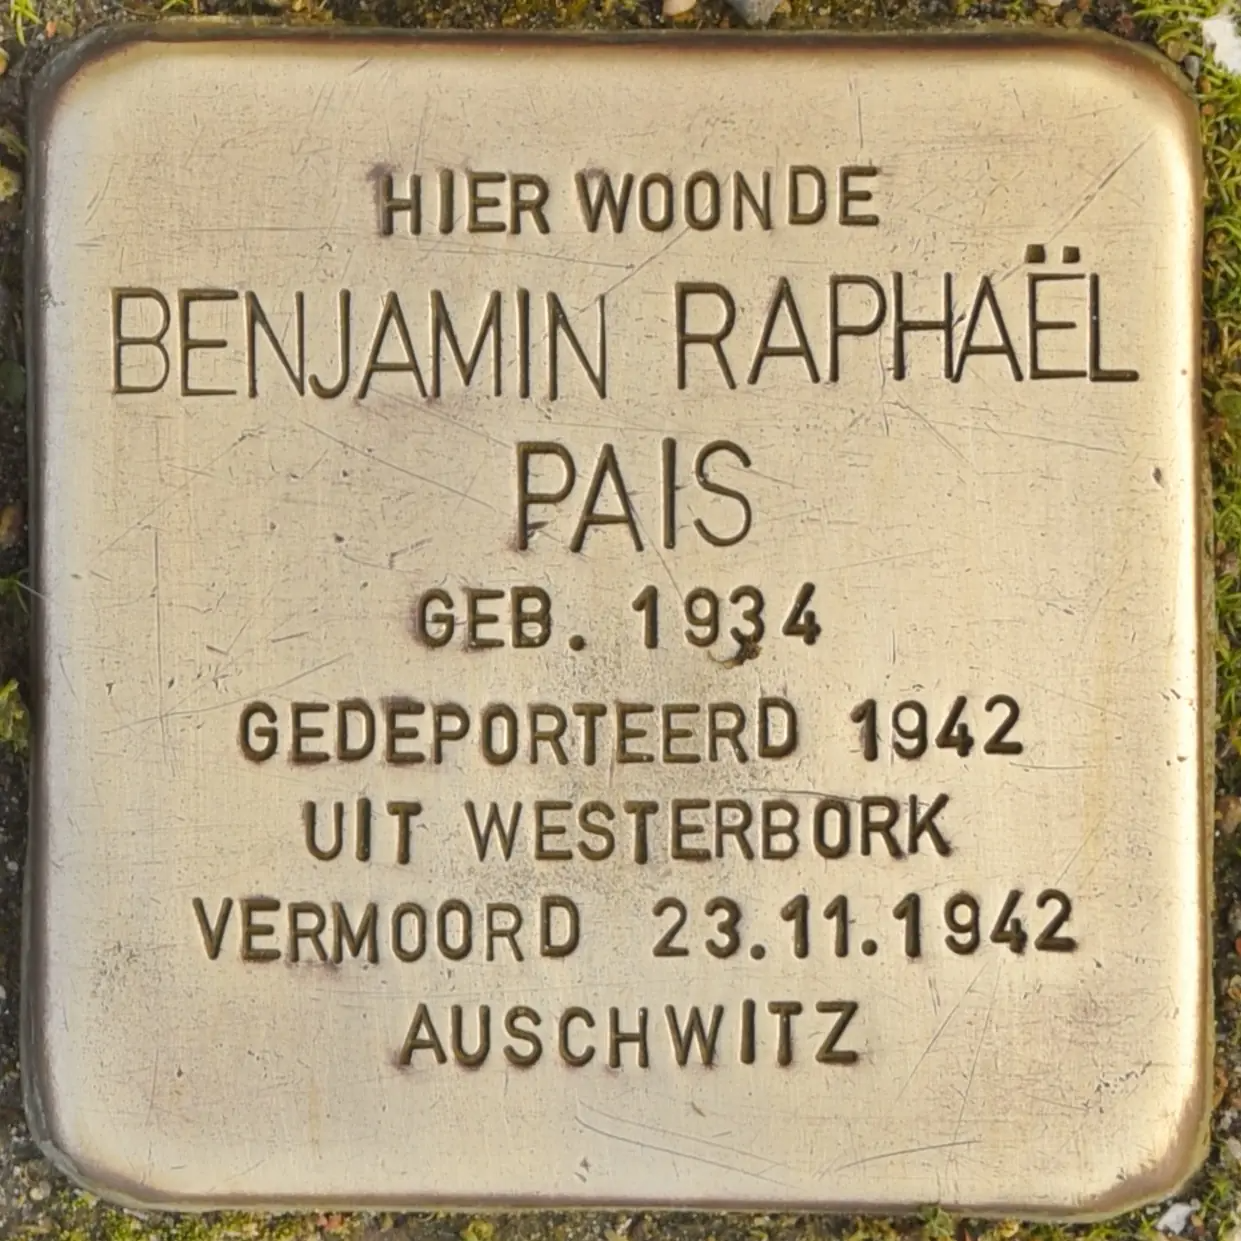 HIER WOONDE
BENJAMIN RAPHAËL
PAIS
GEB. 1934
GEDEPORTEERD 1942
UIT WESTERBORK
VERMOORD 23.11.1942
AUSCHWITZ